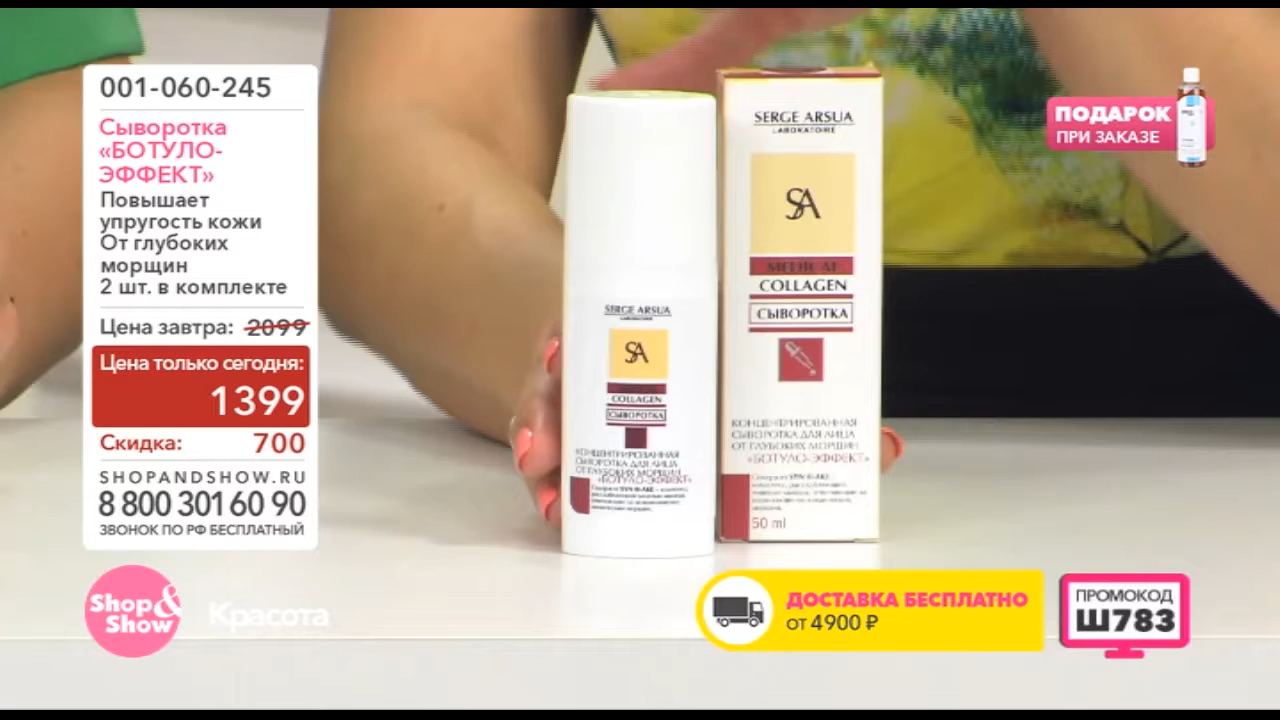 001-060-245
Сыворотка
«БОТУЛО-
ЭФФЕКТ»
Повышает
упругость кожи
От глубоких
морщин
2 шт. в комплекте
Цена завтра: 2099
Цена только сегодня:
1399
Скидка: 700
SHOPANDSHOW.RU
8 800 301 60 90
ЗВОНОК ПО РФ БЕСПЛАТНЫЙ
Shop&
Show
Красота
SERGE ARSUA
LABORATOIRE
SA
COLLAGEN
СЫВОРОТКА
КОНЦЕНТРИРОВАННАЯ
СЫВОРОТКА ДЛЯ ЛИЦА
ОТ ГЛУБОКИХ МОРЩИН
«БОТУЛО-ЭФФЕКТ»
SERGE ARSUA
LABORATOIRE
SA
MEDICAL
COLLAGEN
СЫВОРОТКА
КОНЦЕНТРИРОВАННАЯ
СЫВОРОТКА ДЛЯ ЛИЦА
ОТ ГЛУБОКИХ МОРЩИН
«БОТУЛО-ЭФФЕКТ»
50 ml
ПОДАРОК
ПРИ ЗАКАЗЕ
ДОСТАВКА БЕСПЛАТНО
ОТ 4900 ₽
ПРОМОКОД
Ш783